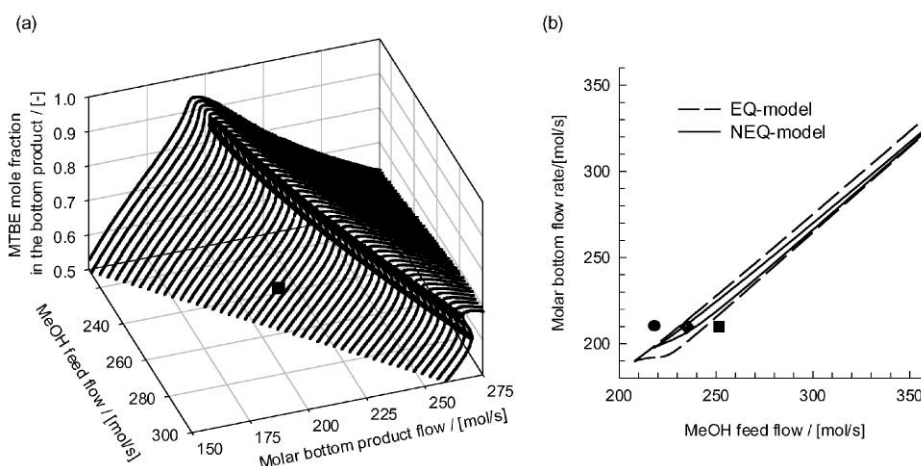 (a)
MTBE mole fraction
in the bottom product / [-]
1.0
0.9
0.8
0.7
0.6
0.5
240
260
280
300
MeOH feed flow / [mol/s]
150
175
200
225
250
275
Molar bottom product flow / [mol/s]
(b)
Molar bottom flow rate/[mol/s]
350
300
250
200
EQ-model
NEQ-model
200
250
300
350
MeOH feed flow / [mol/s]